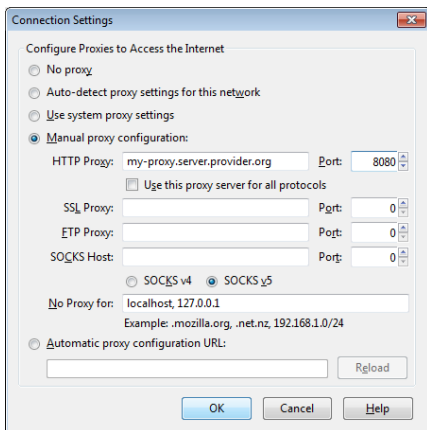 Connection Settings
Configure Proxies to Access the Internet
No proxy
Auto-detect proxy settings for this network
Use system proxy settings
Manual proxy configuration:
HTTP Proxy: my-proxy.server.provider.org Port: 8080
Use this proxy server for all protocols
SSL Proxy: Port: 0
FTP Proxy: Port: 0
SOCKS Host: Port: 0
SOCKS v4 SOCKS v5
No Proxy for: localhost, 127.0.0.1
Example: .mozilla.org, .net.nz, 192.168.1.0/24
Automatic proxy configuration URL:
Reload
OK Cancel Help